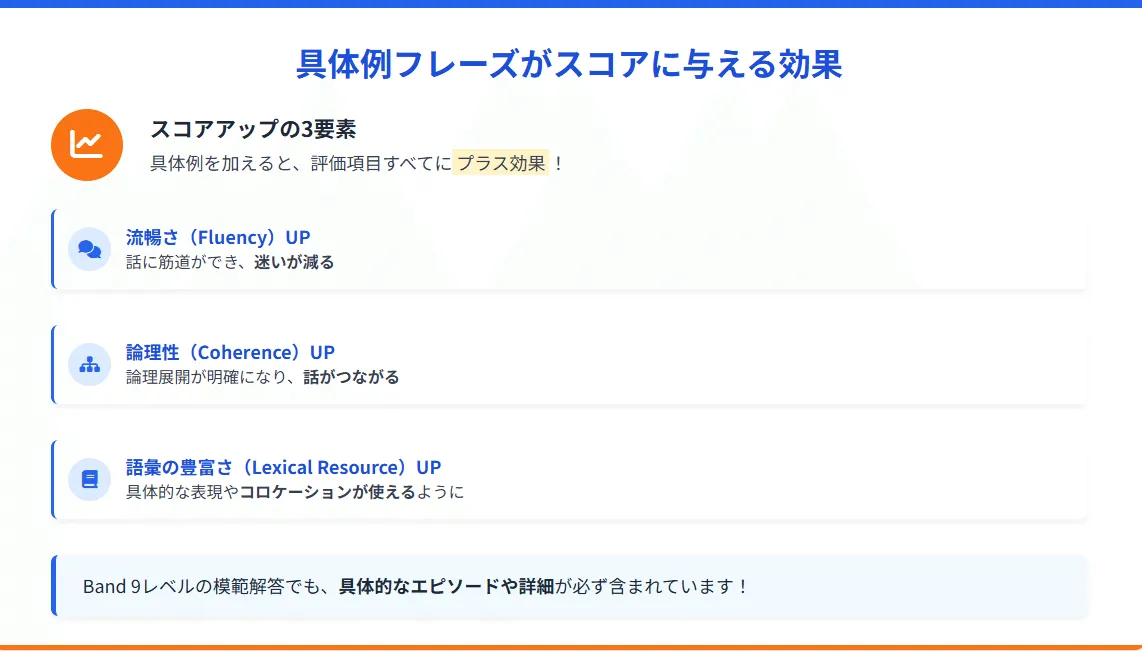 具体例フレーズがスコアに与える効果
スコアアップの3要素
具体例を加えると、評価項目すべてにプラス効果！
流暢さ（Fluency）UP
話に筋道ができ、迷いが減る
論理性（Coherence）UP
論理展開が明確になり、話がつながる
語彙の豊富さ（Lexical Resource）UP
具体的な表現やコロケーションが使えるように
Band 9レベルの模範解答でも、具体的なエピソードや詳細が必ず含まれています！